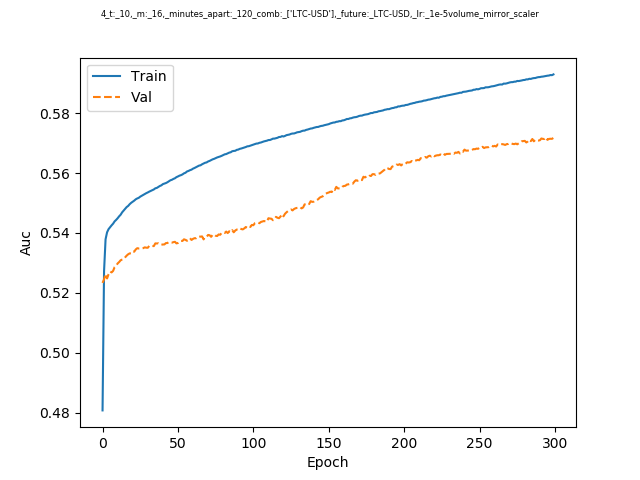 4_t:_10,_m:_16,_minutes_apart:_120_comb:_['LTC-USD'],_future:_LTC-USD,_lr:_1e-5volume_mirror_scaler
Train
Val
0.58
0.56
0.54
0.52
0.50
0.48
Auc
0 50 100 150 200 250 300
Epoch